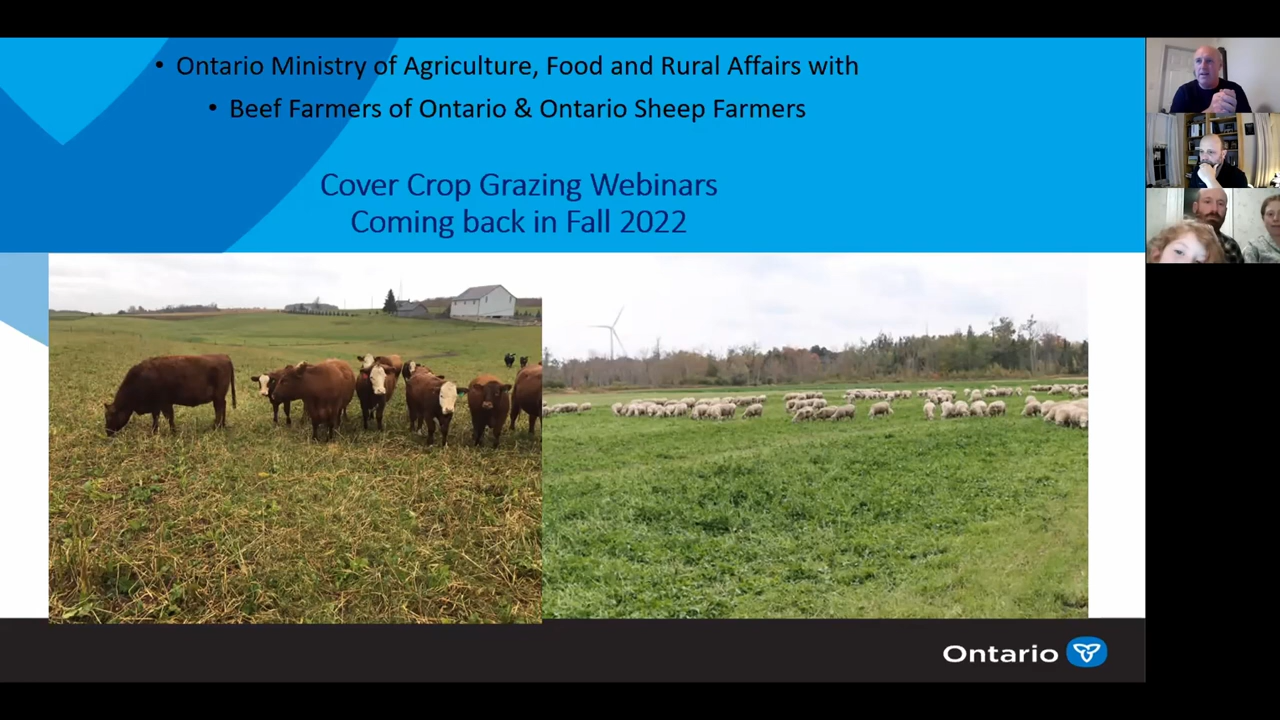 • Ontario Ministry of Agriculture, Food and Rural Affairs with
• Beef Farmers of Ontario & Ontario Sheep Farmers
Cover Crop Grazing Webinars
Coming back in Fall 2022
Ontario